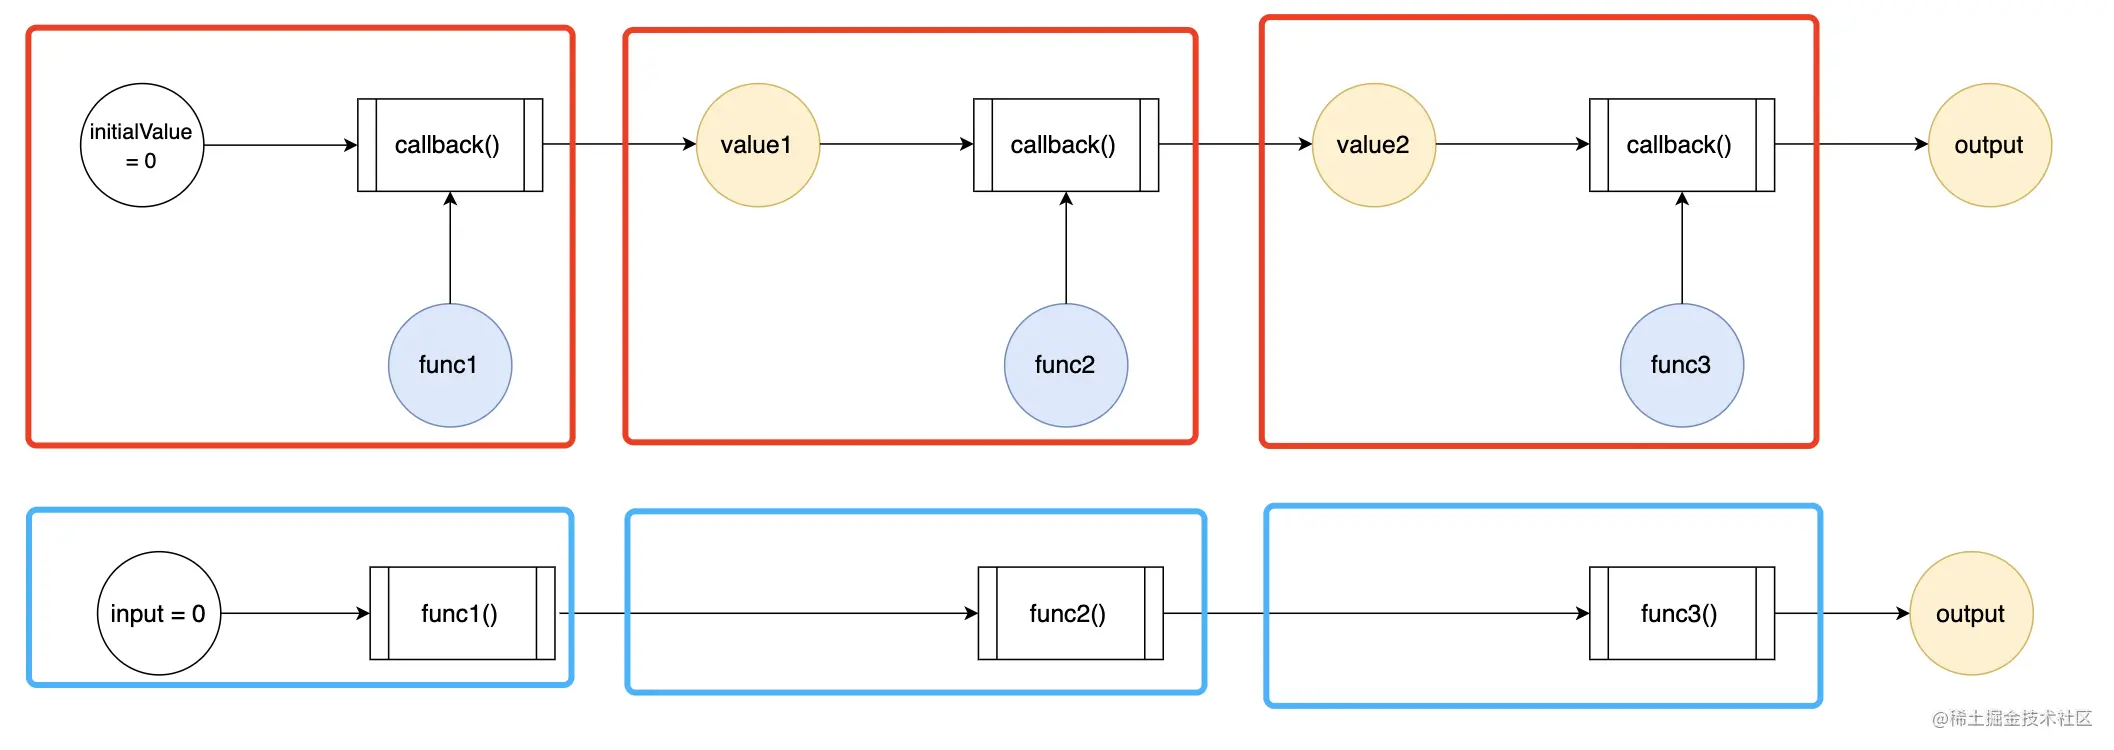 initialValue
= 0
callback()
value1
callback()
value2
callback()
output
func1
func2
func3
input = 0
func1()
func2()
func3()
output
@稀土掘金技术社区